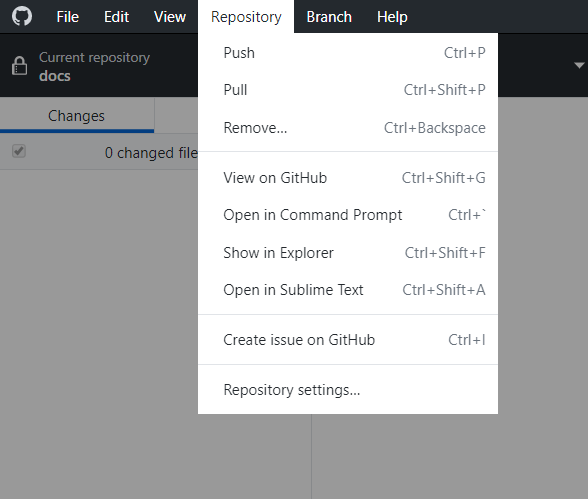 File Edit View Repository Branch Help
Current repository
docs
Changes
0 changed file
Push Ctrl+P
Pull Ctrl+Shift+P
Remove... Ctrl+Backspace
View on GitHub Ctrl+Shift+G
Open in Command Prompt Ctrl+`
Show in Explorer Ctrl+Shift+F
Open in Sublime Text Ctrl+Shift+A
Create issue on GitHub Ctrl+I
Repository settings...